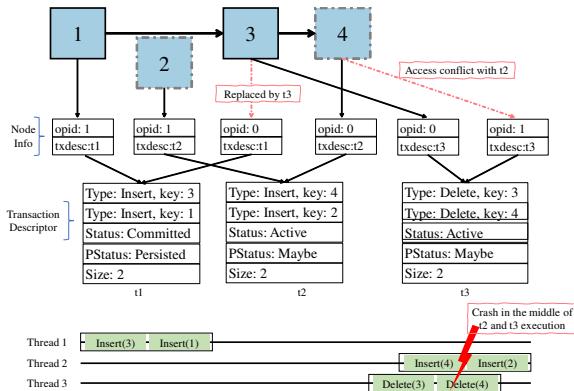 1
3
4
2
Access conflict with t2
Replaced by t3
Node
Info
opid: 1
txdesc:t1
opid: 1
txdesc:t2
opid: 0
txdesc:t1
opid: 0
txdesc:t2
opid: 0
txdesc:t3
opid: 1
txdesc:t3
Transaction
Descriptor
Type: Insert, key: 3
Type: Insert, key: 1
Status: Committed
PStatus: Persisted
Size: 2
t1
Type: Insert, key: 4
Type: Insert, key: 2
Status: Active
PStatus: Maybe
Size: 2
t2
Type: Delete, key: 3
Type: Delete, key: 4
Status: Active
PStatus: Maybe
Size: 2
t3
Crash in the middle of
t2 and t3 execution
Thread 1
Insert(3)
Insert(1)
Thread 2
Insert(4)
Insert(2)
Thread 3
Delete(3)
Delete(4)